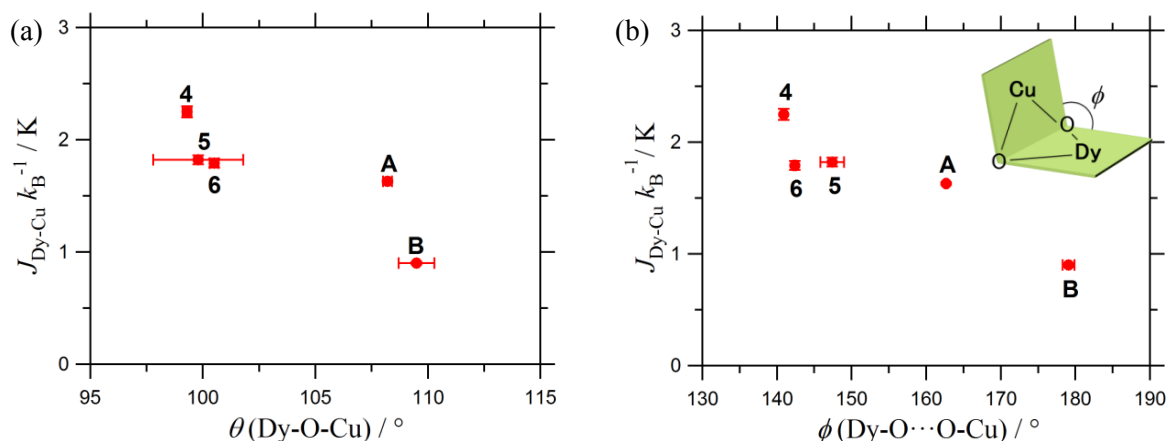 (a)
3
2
1
0
J_Dy-Cu k_B^-1 / K
4
5
6
A
B
95 100 105 110 115
θ (Dy-O-Cu) / °
(b)
3
2
1
0
J_Dy-Cu k_B^-1 / K
4
6
5
A
B
Cu
O
ϕ
Dy
O
130 140 150 160 170 180 190
ϕ (Dy-O···O-Cu) / °